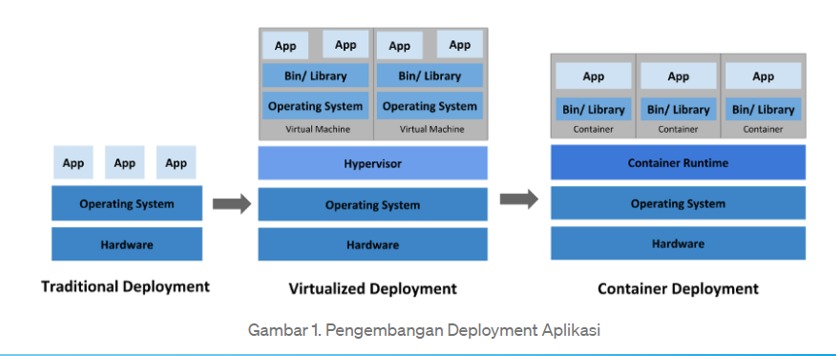 App App App
Operating System
Hardware
Traditional Deployment
App App App App
Bin/ Library Bin/ Library
Operating System Operating System
Virtual Machine Virtual Machine
Hypervisor
Operating System
Hardware
Virtualized Deployment
App App App
Bin/ Library Bin/ Library Bin/ Library
Container Container Container
Container Runtime
Operating System
Hardware
Container Deployment
Gambar 1. Pengembangan Deployment Aplikasi